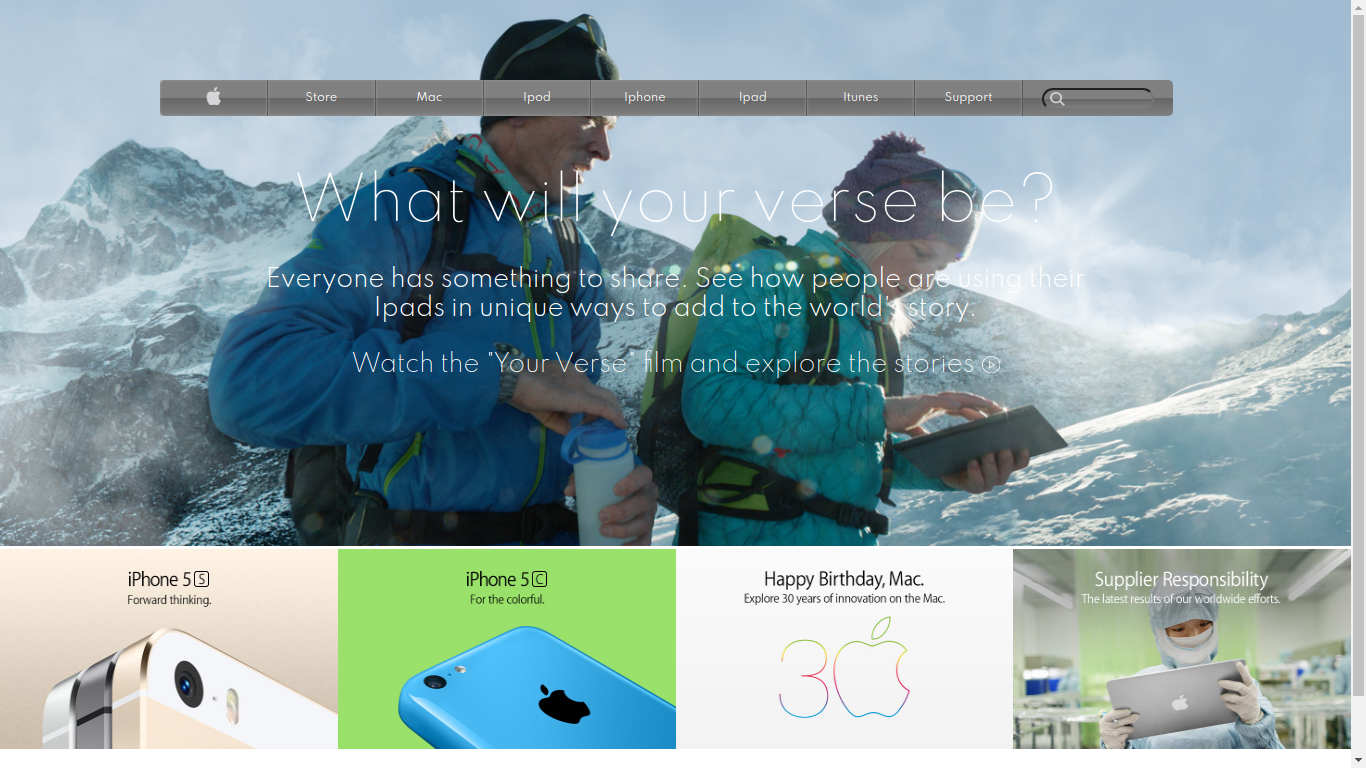 Store Mac Ipod Iphone Ipad Itunes Support
What will your verse be?
Everyone has something to share. See how people are using their
Ipads in unique ways to add to the world's story.
Watch the "Your Verse" film and explore the stories
iPhone 5S
Forward thinking.
iPhone 5C
For the colorful.
Happy Birthday, Mac.
Explore 30 years of innovation on the Mac.
30
Supplier Responsibility
The latest results of our worldwide efforts.